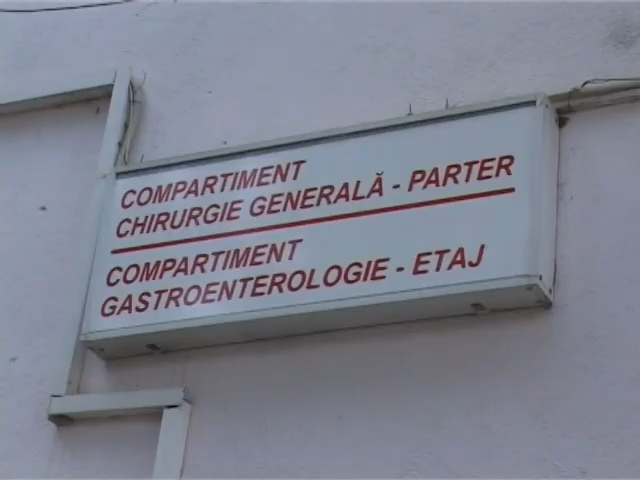 COMPARTIMENT
CHIRURGIE GENERALĂ - PARTER
COMPARTIMENT
GASTROENTEROLOGIE - ETAJ